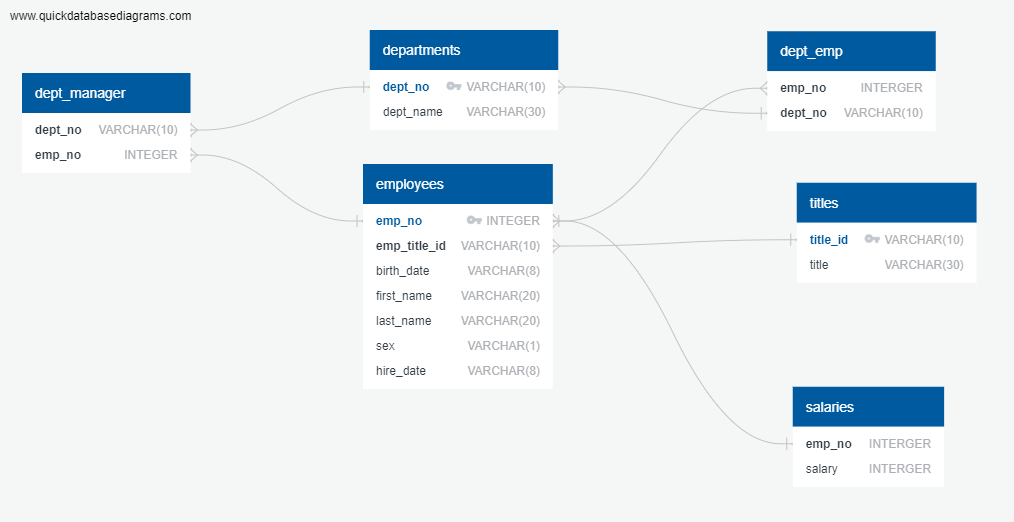 www.quickdatabasediagrams.com
dept_manager
dept_no VARCHAR(10)
emp_no INTEGER
departments
dept_no VARCHAR(10)
dept_name VARCHAR(30)
employees
emp_no INTEGER
emp_title_id VARCHAR(10)
birth_date VARCHAR(8)
first_name VARCHAR(20)
last_name VARCHAR(20)
sex VARCHAR(1)
hire_date VARCHAR(8)
dept_emp
emp_no INTERGER
dept_no VARCHAR(10)
titles
title_id VARCHAR(10)
title VARCHAR(30)
salaries
emp_no INTERGER
salary INTERGER